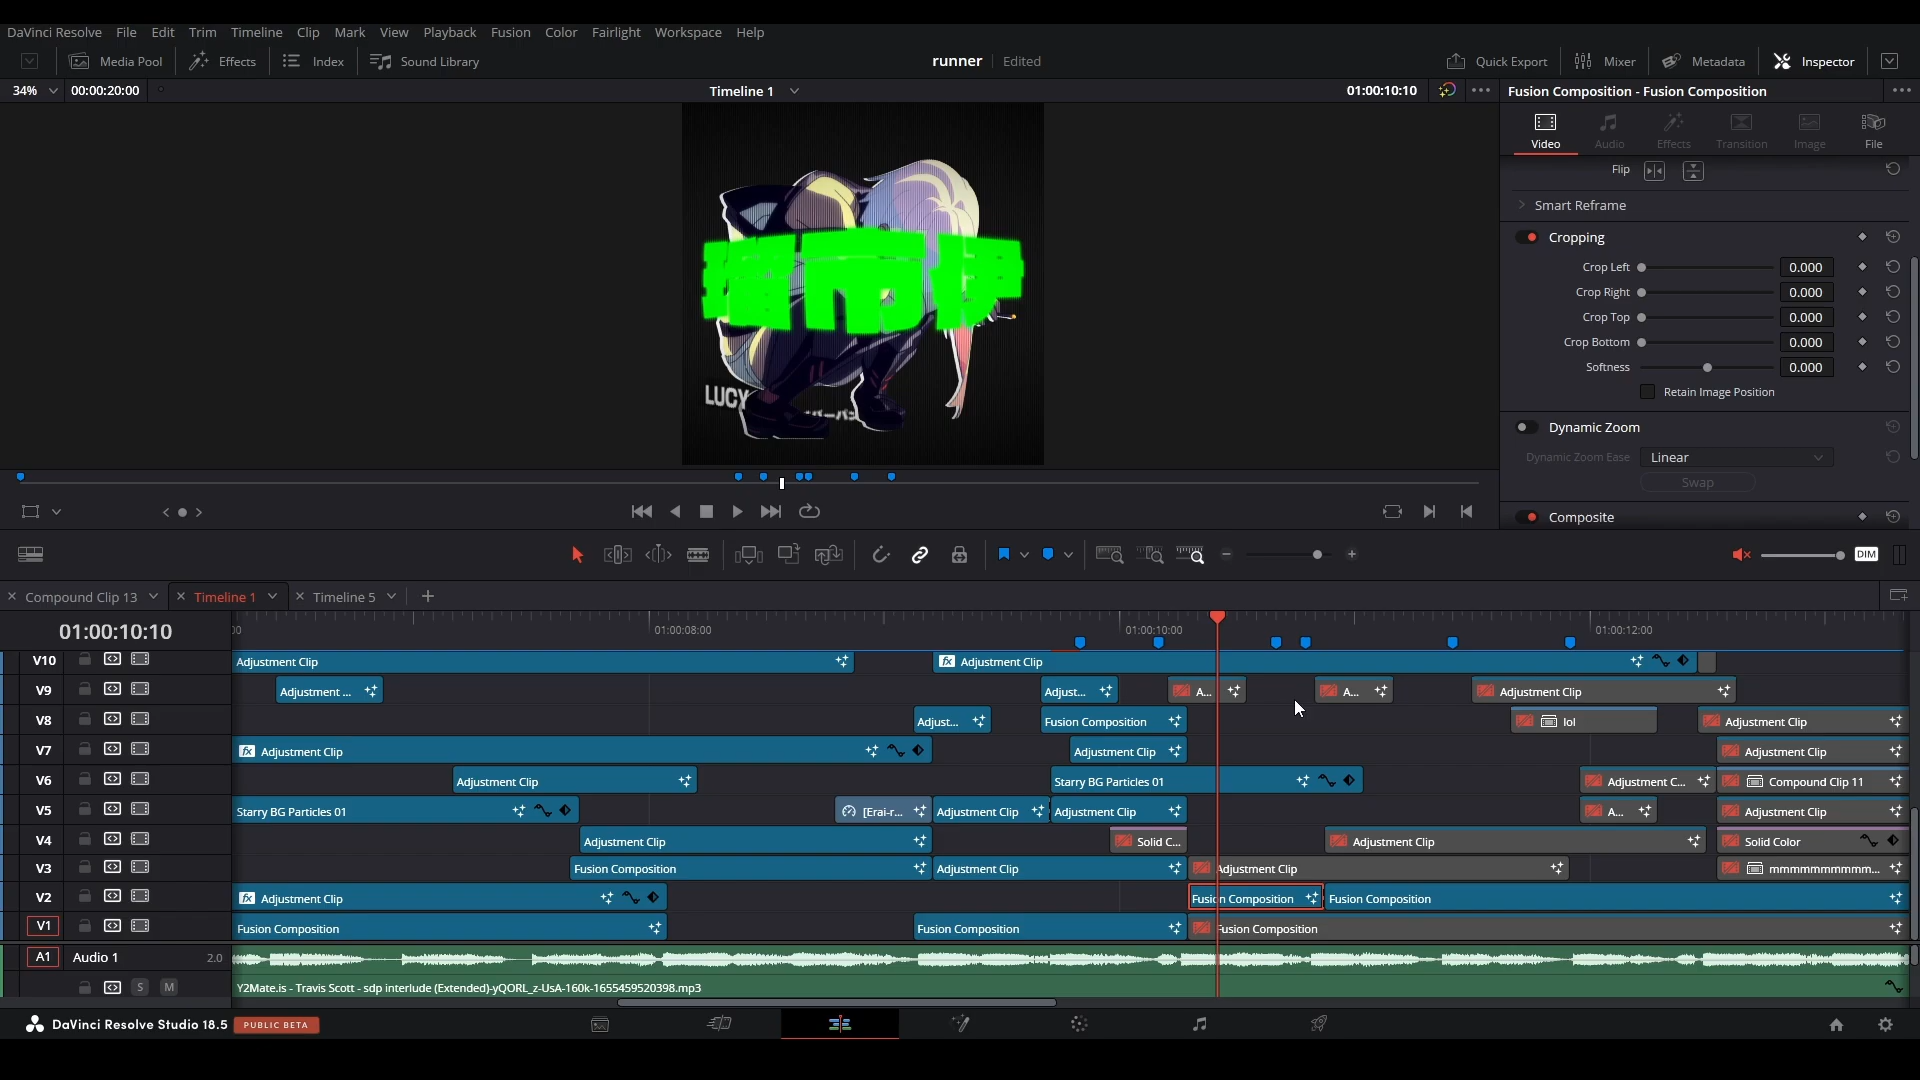 DaVinci Resolve File Edit Trim Timeline Clip Mark View Playback Fusion Color Fairlight Workspace Help
Media Pool Effects Index Sound Library runner Edited Quick Export Mixer Metadata Inspector
34% 00:00:20:00 Timeline 1 01:00:10:10 Fusion Composition - Fusion Composition
Video Audio Effects Transition Image File
Flip
Smart Reframe
Cropping
Crop Left 0.000
Crop Right 0.000
Crop Top 0.000
Crop Bottom 0.000
Softness 0.000
Retain Image Position
Dynamic Zoom
Dynamic Zoom Ease Linear
Swap
Composite
LUCY
DIM
Compound Clip 13 Timeline 1 Timeline 5
01:00:10:10 00 01:00:08:00 01:00:10:00 01:00:12:00
V10 Adjustment Clip fx Adjustment Clip
V9 Adjustment ... Adjust... A... A... Adjustment Clip
V8 Adjust... Fusion Composition lol Adjustment Clip
V7 fx Adjustment Clip Adjustment Clip Adjustment Clip
V6 Adjustment Clip Starry BG Particles 01 Adjustment C... Compound Clip 11
V5 Starry BG Particles 01 [Erai-r... Adjustment Clip Adjustment Clip A... Adjustment Clip
V4 Adjustment Clip Solid C... Adjustment Clip Solid Color
V3 Fusion Composition Adjustment Clip Adjustment Clip mmmmmmmmmm...
V2 fx Adjustment Clip Fusion Composition Fusion Composition
V1 Fusion Composition Fusion Composition Fusion Composition
A1 Audio 1 2.0
S M Y2Mate.is - Travis Scott - sdp interlude (Extended)-yQORL_z-UsA-160k-1655459520398.mp3
DaVinci Resolve Studio 18.5 PUBLIC BETA